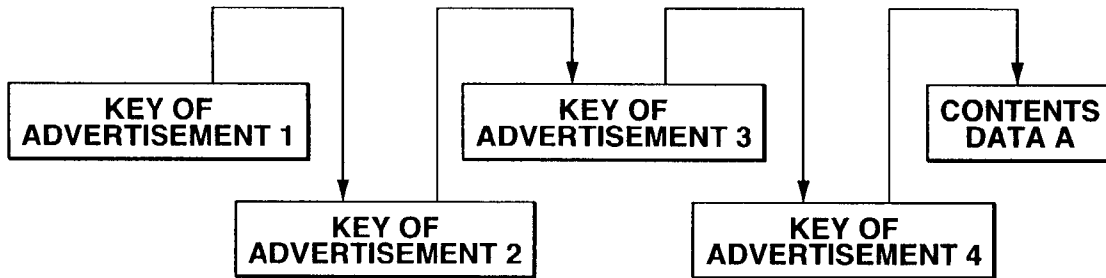 KEY OF
ADVERTISEMENT 1
KEY OF
ADVERTISEMENT 2
KEY OF
ADVERTISEMENT 3
KEY OF
ADVERTISEMENT 4
CONTENTS
DATA A